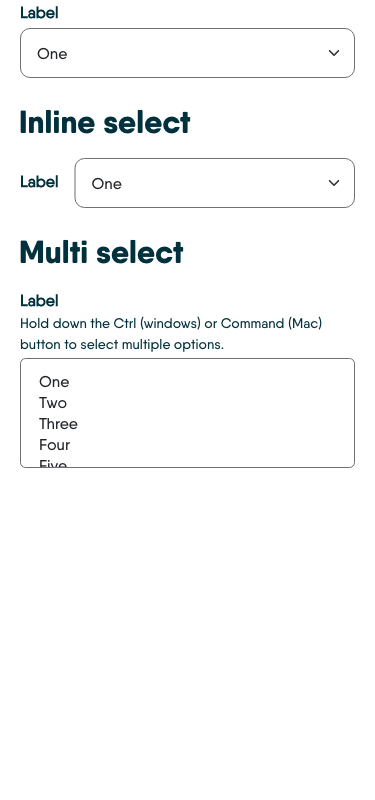 Label
One
Inline select
Label One
Multi select
Label
Hold down the Ctrl (windows) or Command (Mac)
button to select multiple options.
One
Two
Three
Four
Five